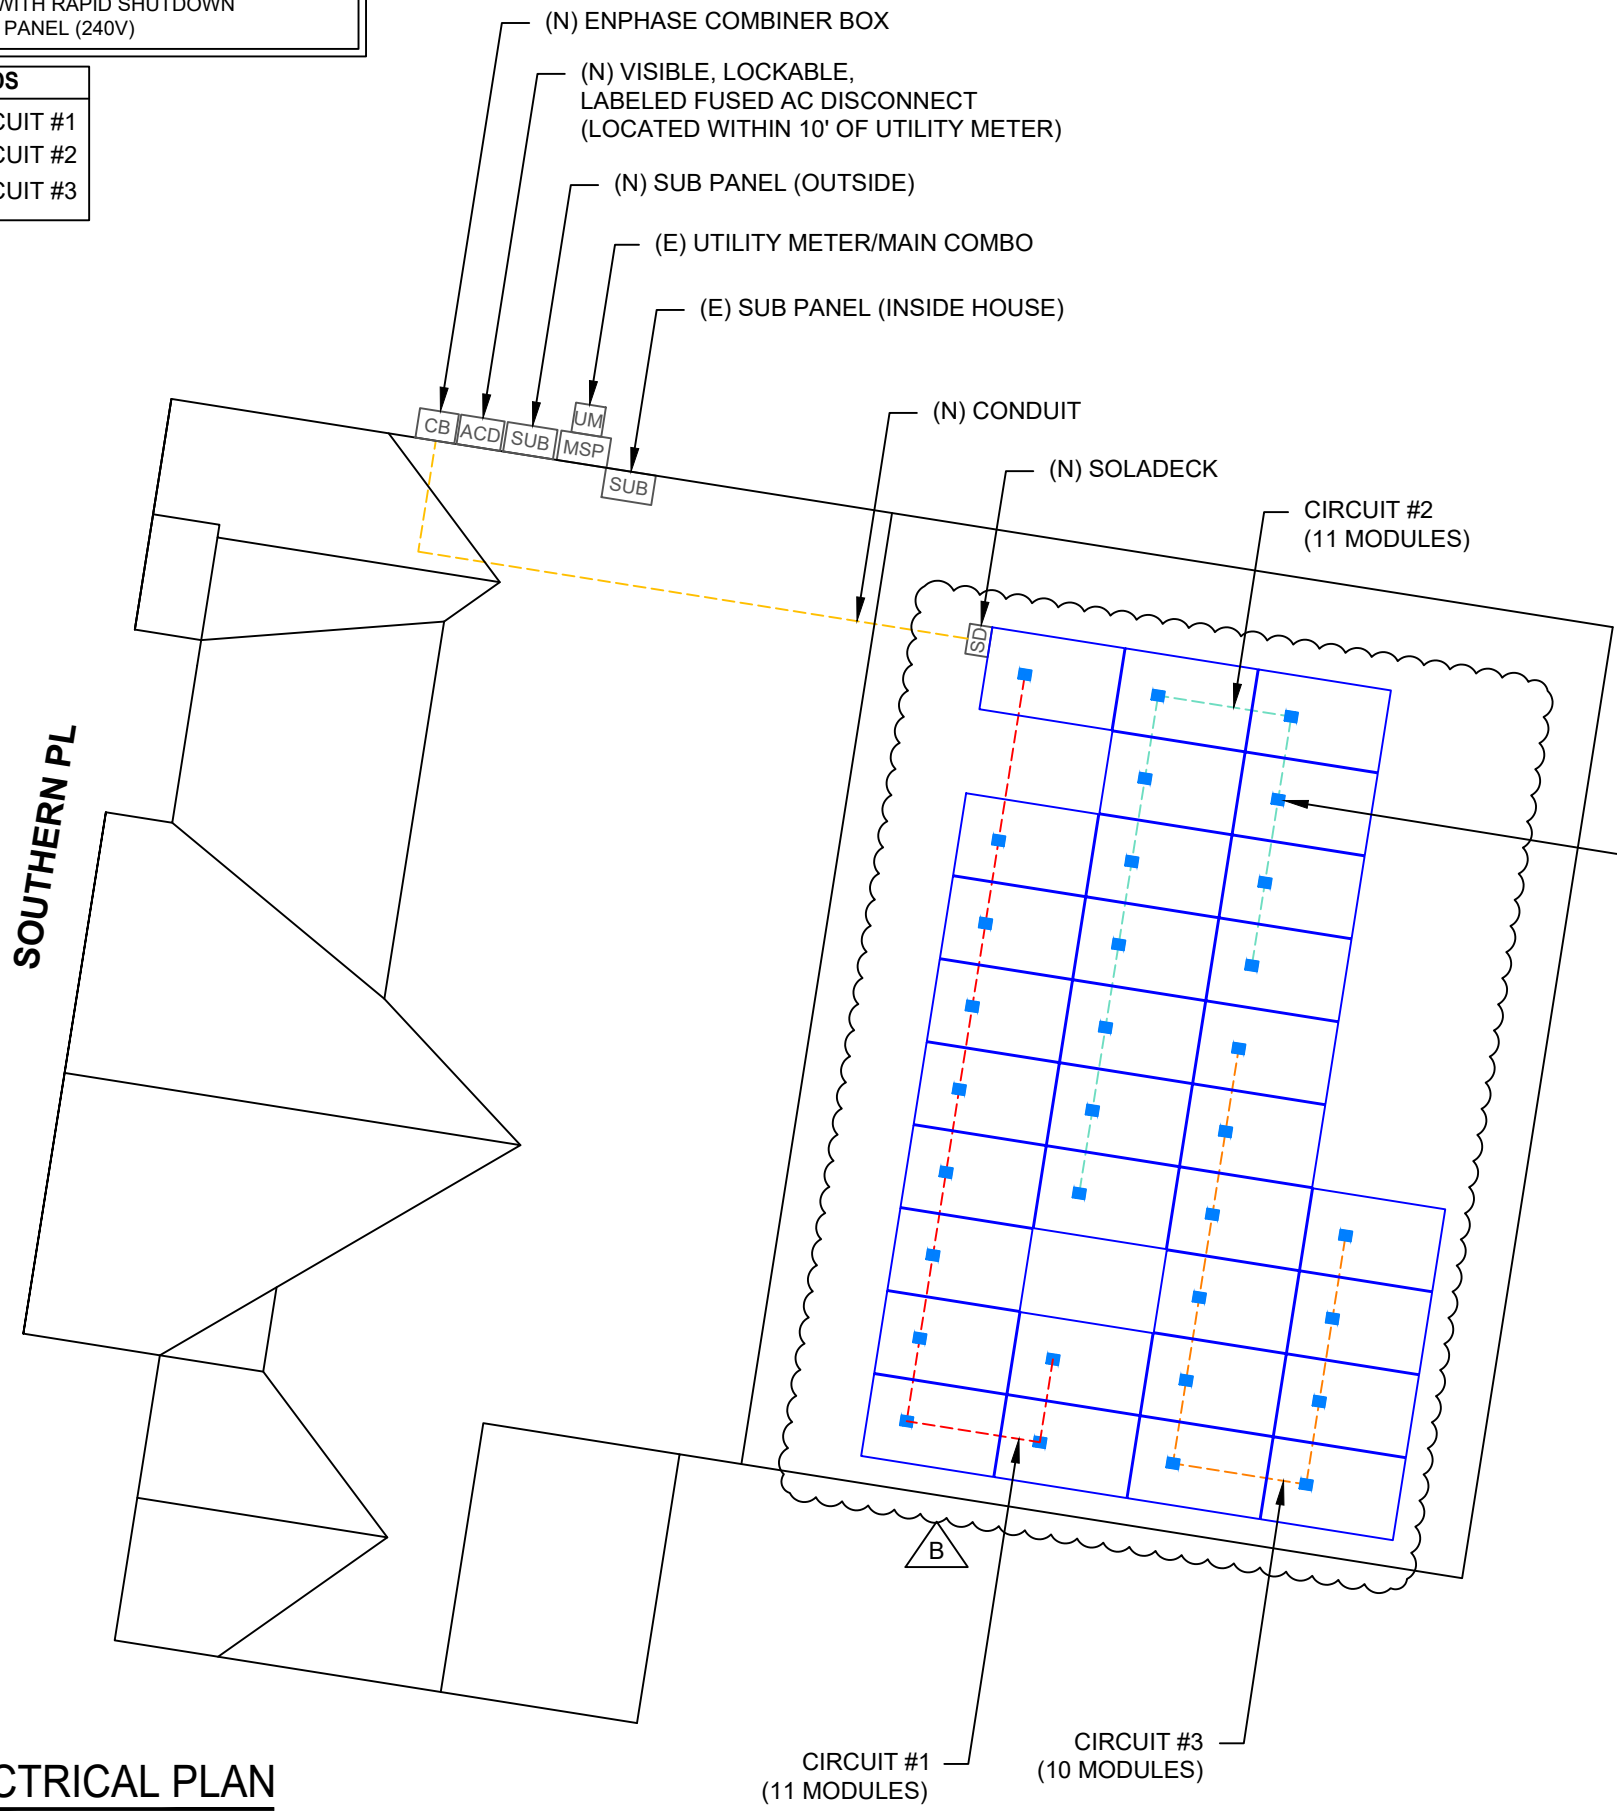 WITH RAPID SHUTDOWN
PANEL (240V)
(N) ENPHASE COMBINER BOX
(N) VISIBLE, LOCKABLE,
LABELED FUSED AC DISCONNECT
(LOCATED WITHIN 10' OF UTILITY METER)
CUIT #1
CUIT #2
CUIT #3
(N) SUB PANEL (OUTSIDE)
(E) UTILITY METER/MAIN COMBO
(E) SUB PANEL (INSIDE HOUSE)
CB
ACD
SUB
UM
MSP
SUB
(N) CONDUIT
(N) SOLADECK
SD
CIRCUIT #2
(11 MODULES)
SOUTHERN PL
B
CIRCUIT #1
(11 MODULES)
CIRCUIT #3
(10 MODULES)
CTRICAL PLAN